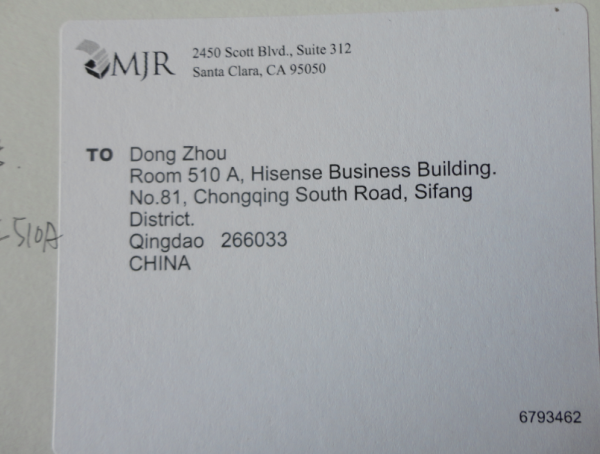 MJR
2450 Scott Blvd., Suite 312
Santa Clara, CA 95050
TO Dong Zhou
Room 510 A, Hisense Business Building.
No.81, Chongqing South Road, Sifang
District.
Qingdao 266033
CHINA
-510A
6793462